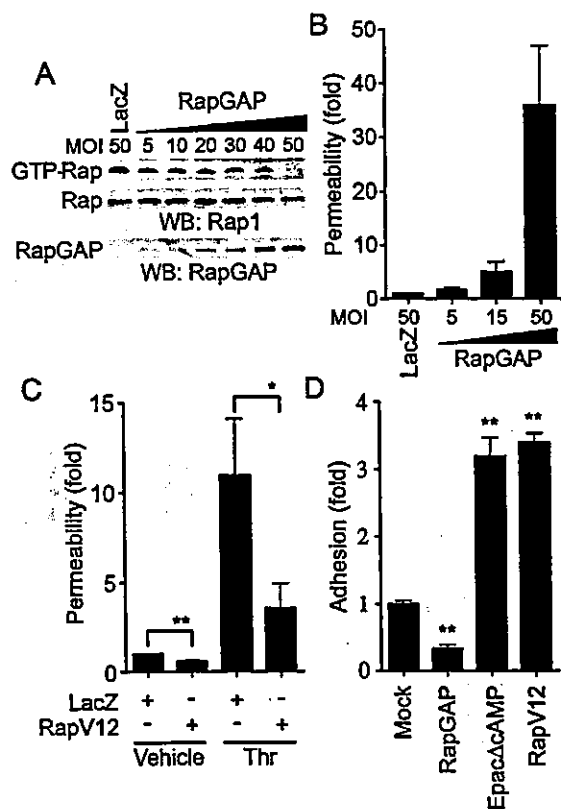 A
LacZ
RapGAP
MOI 50 5 10 20 30 40 50
GTP-Rap
Rap
WB: Rap1
RapGAP
WB: RapGAP
B
Permeability (fold)
50
40
30
20
10
0
MOI 50 5 15 50
LacZ
RapGAP
C
Permeability (fold)
15
10
5
0
**
*
LacZ + - + -
RapV12 - + - +
Vehicle Thr
D
Adhesion (fold)
4
3
2
1
0
**
**
**
Mock
RapGAP
EpacΔcAMP
RapV12